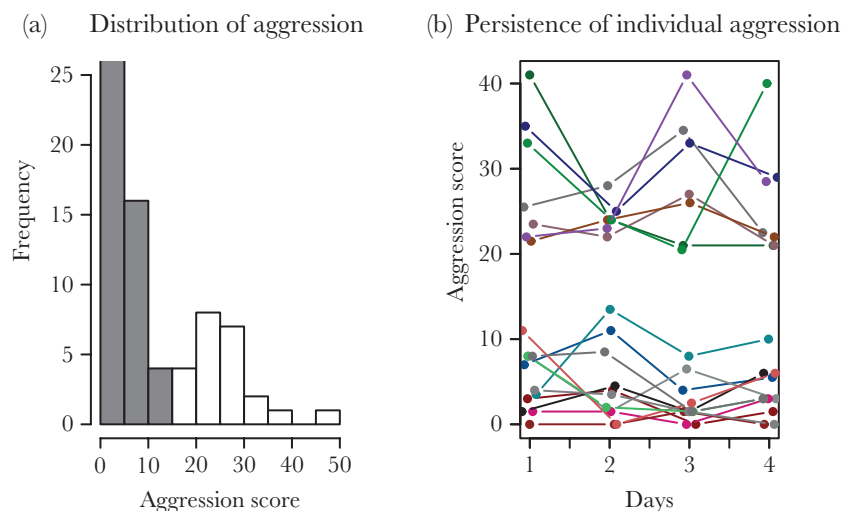 (a) Distribution of aggression
25
20
15
10
5
0
Frequency
0 10 20 30 40 50
Aggression score
(b) Persistence of individual aggression
40
30
20
10
0
Aggression score
1 2 3 4
Days